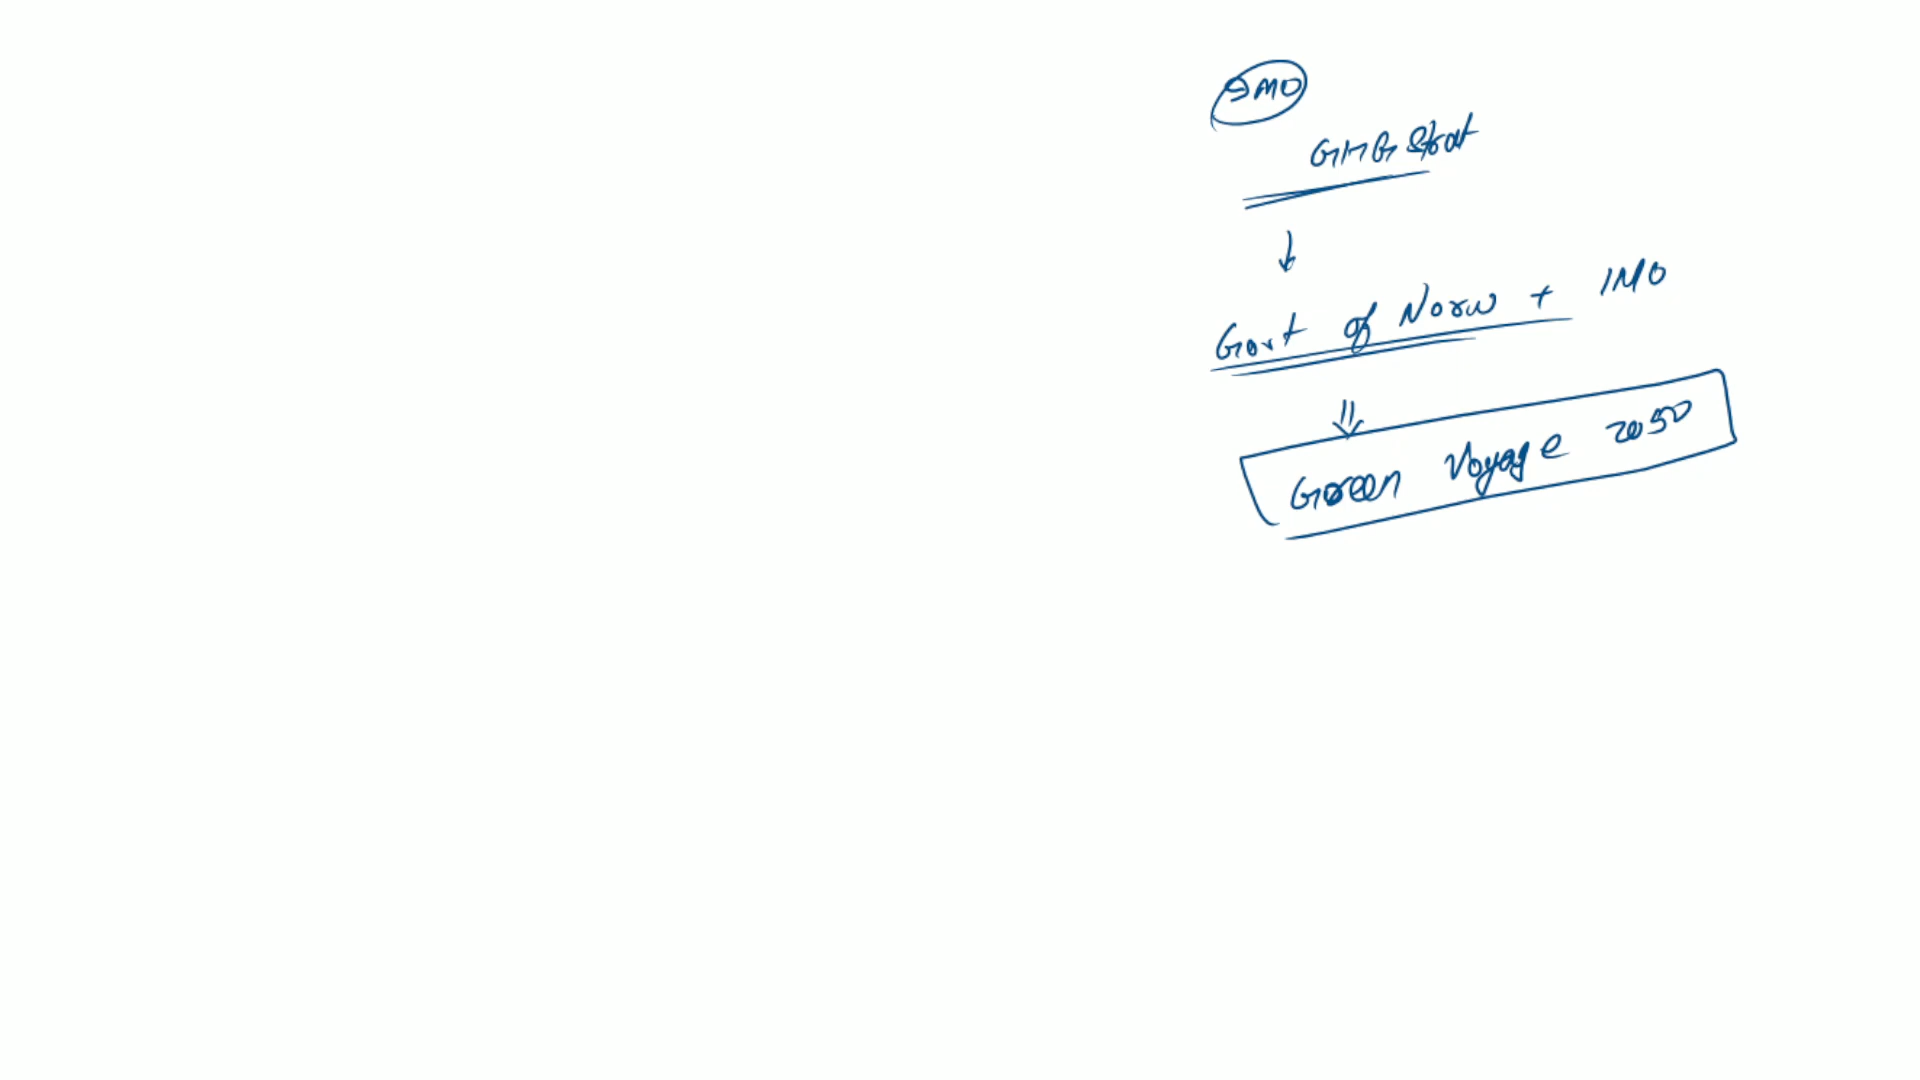 IMO
GHG Strat
Govt of Norw + IMO
Green Voyage 2050